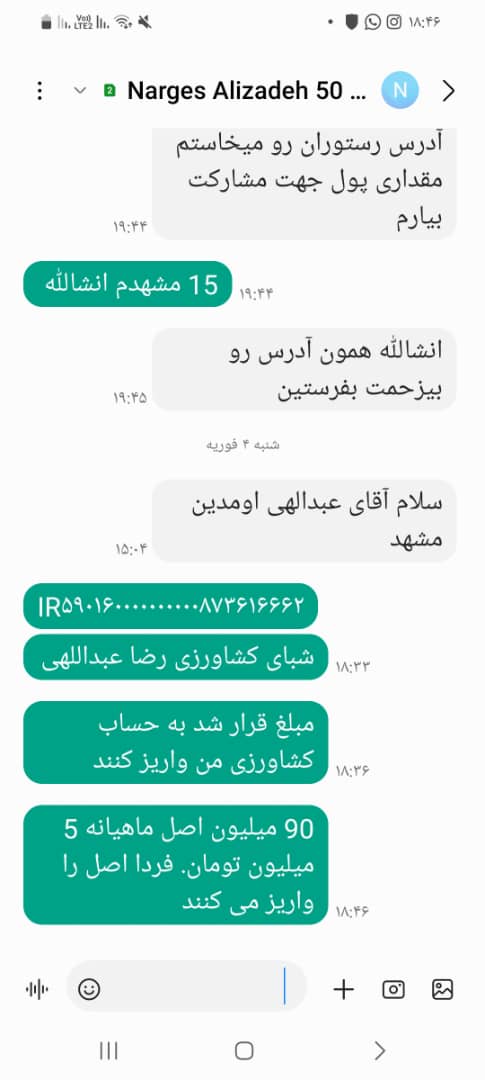 ۱۸:۴۶
Vo)) LTE2
Narges Alizadeh 50 ...
2
N
آدرس رستوران رو میخاستم
مقداری پول جهت مشارکت
بیارم
۱۹:۴۴
15 مشهدم انشالله
۱۹:۴۴
انشالله همون آدرس رو
بیزحمت بفرستین
۱۹:۴۵
شنبه ۴ فوریه
سلام آقای عبدالهی اومدین
مشهد
۱۵:۰۴
IR۵۹۰۱۶۰۰۰۰۰۰۰۰۰۰۸۷۳۶۱۶۶۶۲
شبای کشاورزی رضا عبداللهی
۱۸:۳۳
مبلغ قرار شد به حساب
کشاورزی من واریز کنند
۱۸:۳۶
90 میلیون اصل ماهیانه 5
میلیون تومان. فردا اصل را
واریز می کنند
۱۸:۴۶